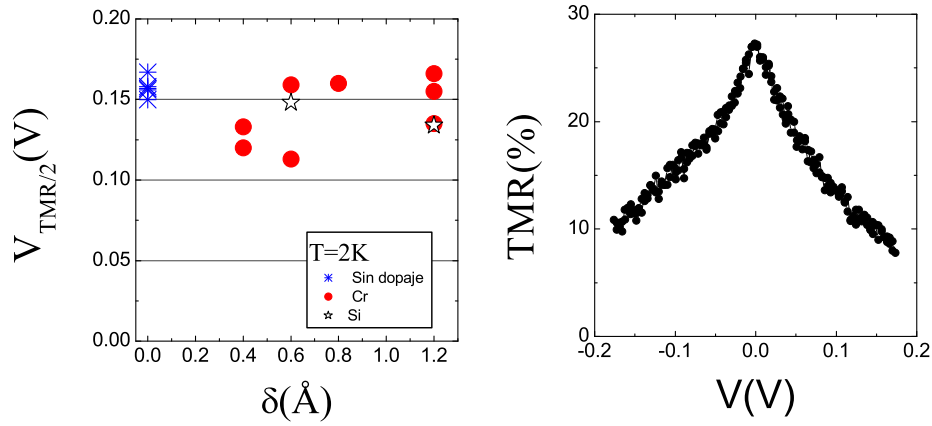 0.20
0.15
0.10
0.05
0.00
V_TMR/2(V)
T=2K
Sin dopaje
Cr
Si
0.0 0.2 0.4 0.6 0.8 1.0 1.2
δ(Å)
30
20
10
0
TMR(%)
-0.2 -0.1 0.0 0.1 0.2
V(V)